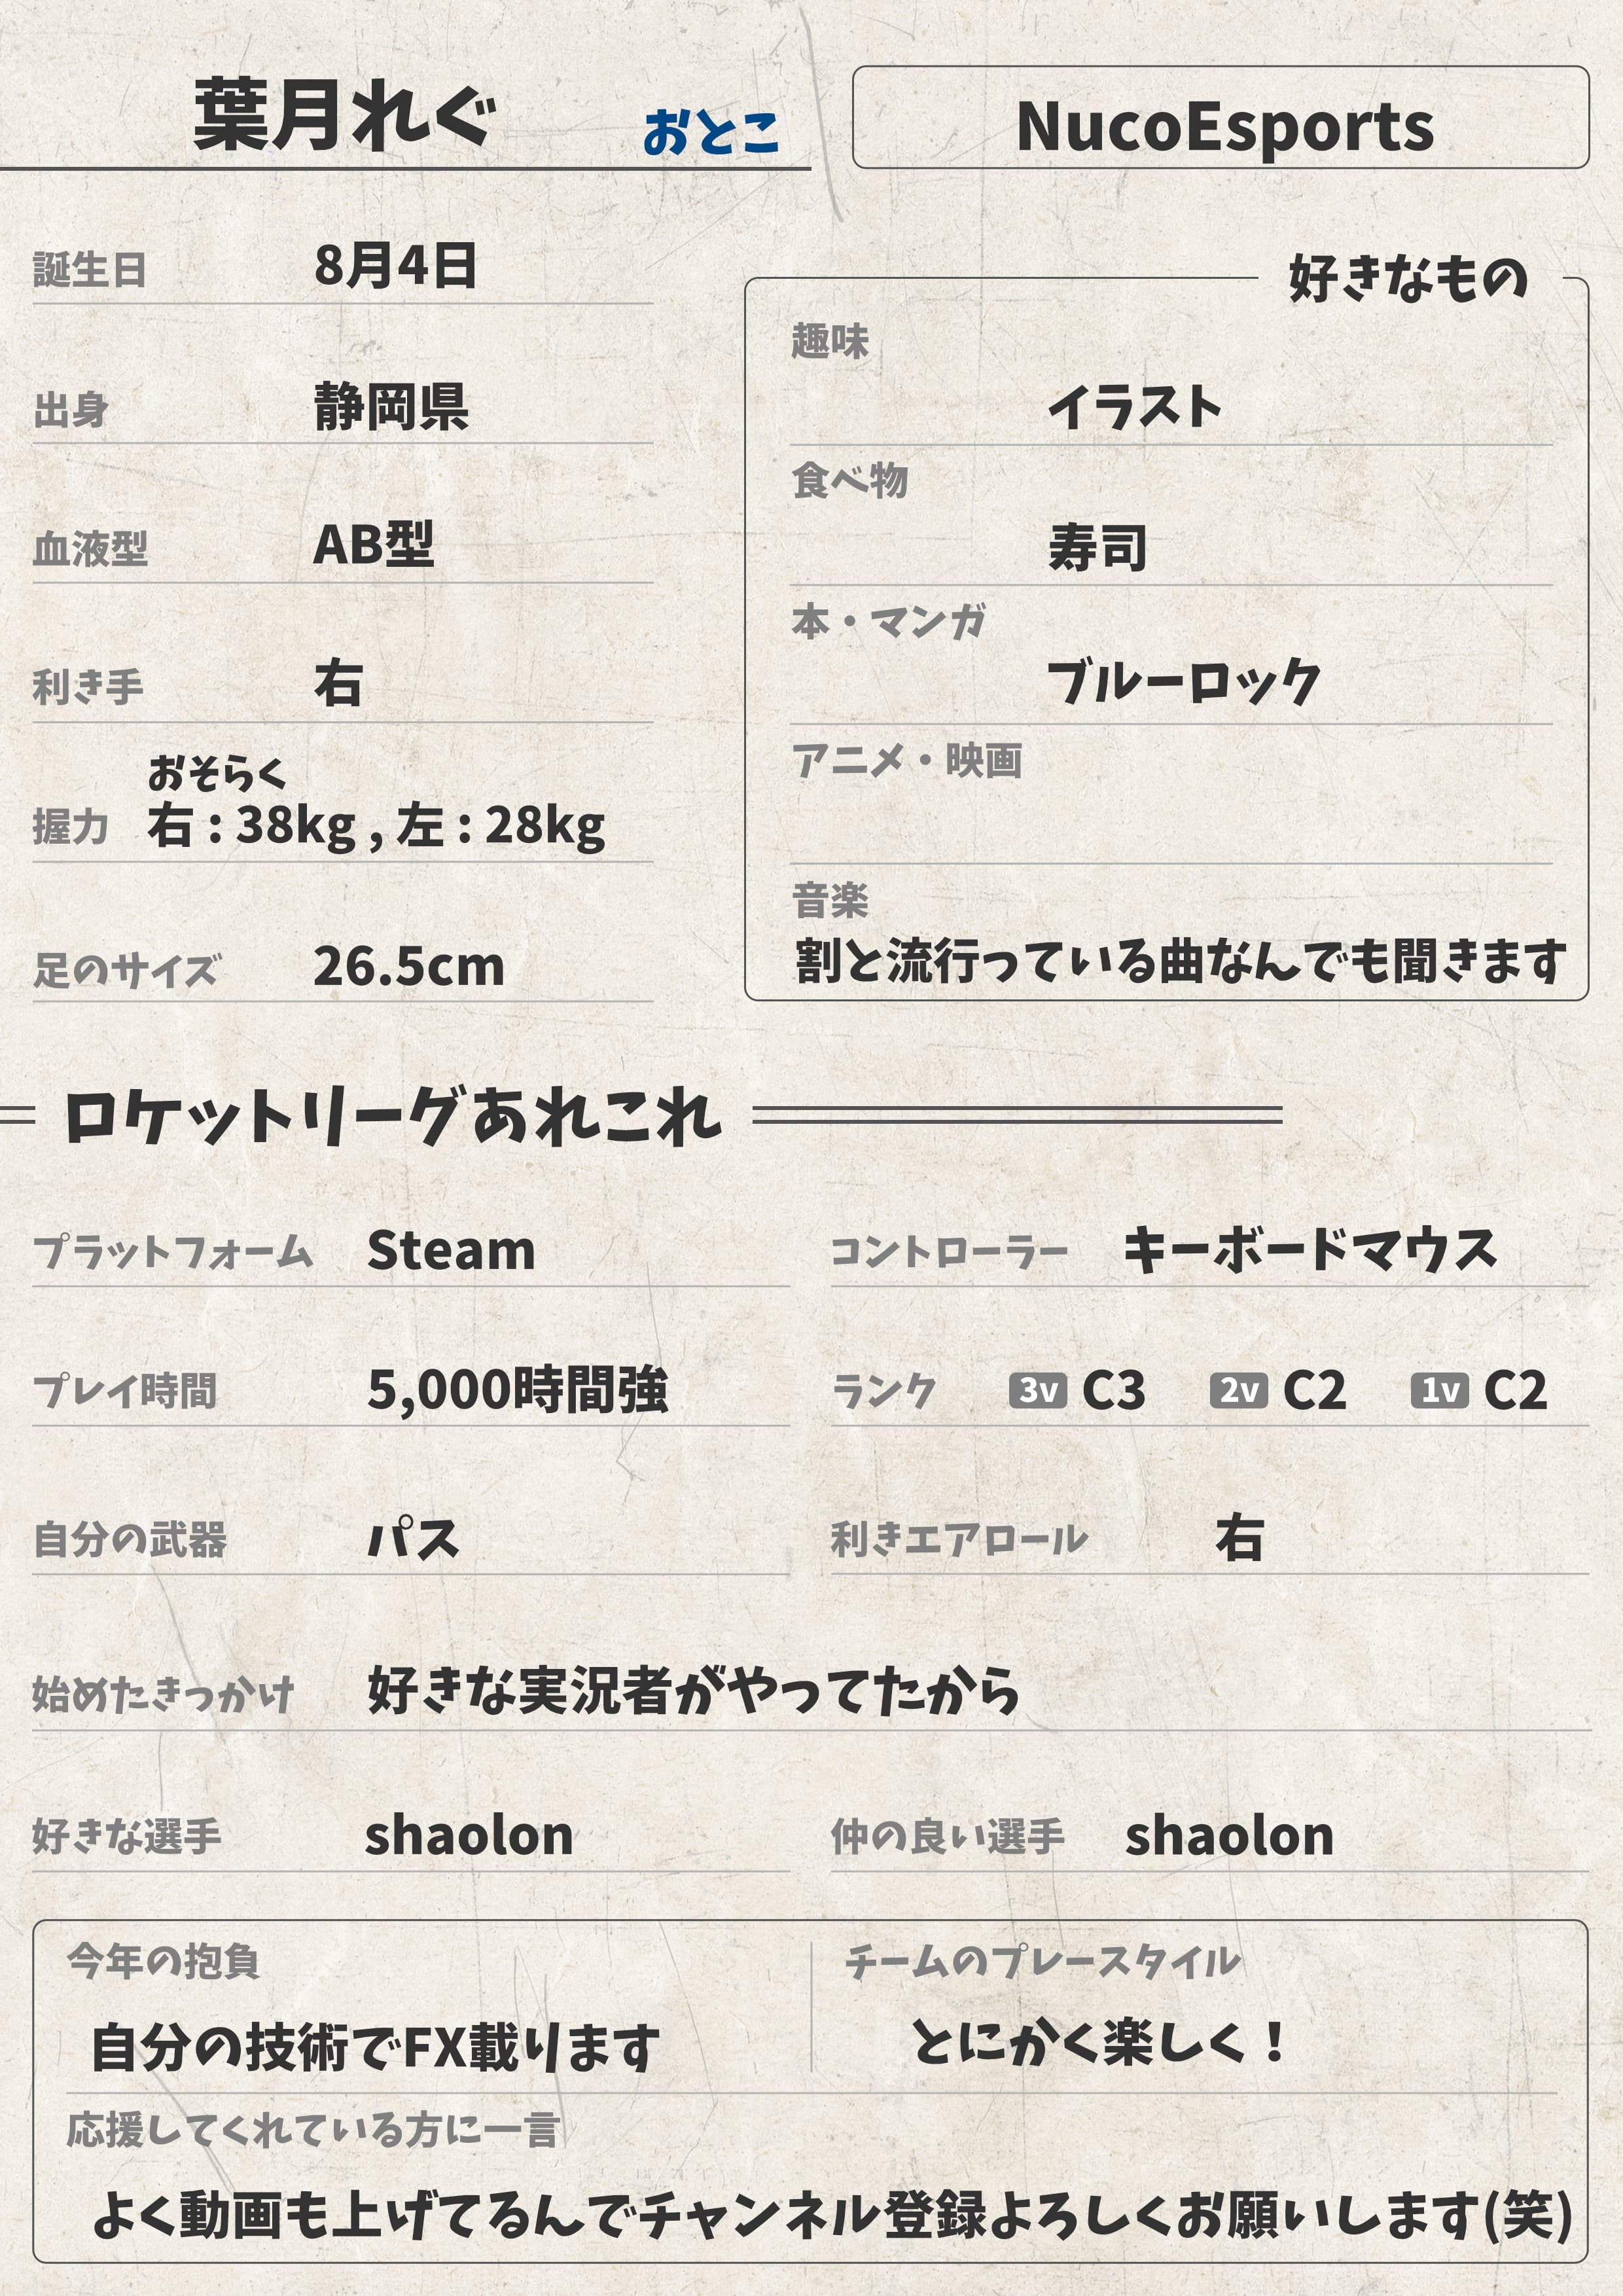 葉月れぐ おとこ
NucoEsports
誕生日 8月4日
出身 静岡県
血液型 AB型
利き手 右
おそらく
握力 右 : 38kg , 左 : 28kg
足のサイズ 26.5cm
好きなもの
趣味
イラスト
食べ物
寿司
本・マンガ
ブルーロック
アニメ・映画
音楽
割と流行っている曲なんでも聞きます
ロケットリーグあれこれ
プラットフォーム Steam
コントローラー キーボードマウス
プレイ時間 5,000時間強
ランク 3v C3 2v C2 1v C2
自分の武器 パス
利きエアロール 右
始めたきっかけ 好きな実況者がやってたから
好きな選手 shaolon
仲の良い選手 shaolon
今年の抱負
自分の技術でFX載ります
チームのプレースタイル
とにかく楽しく！
応援してくれている方に一言
よく動画も上げてるんでチャンネル登録よろしくお願いします(笑)